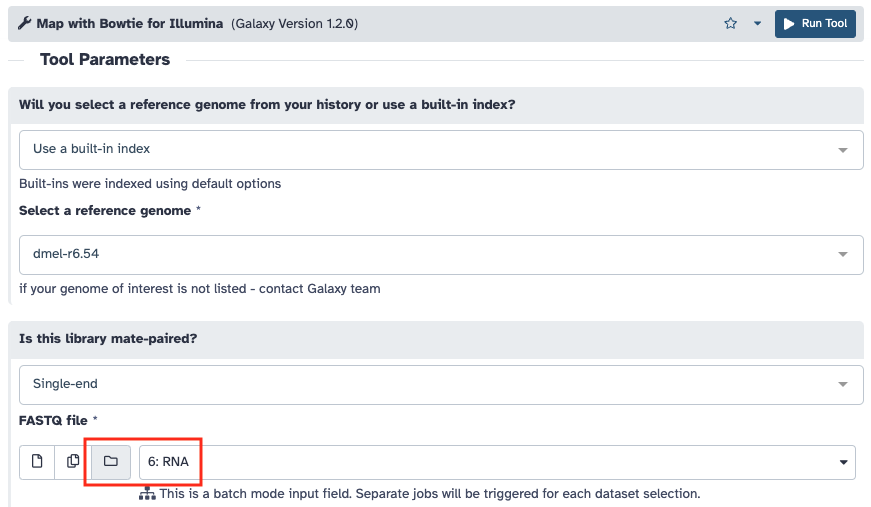 Map with Bowtie for Illumina (Galaxy Version 1.2.0) Run Tool
Tool Parameters
Will you select a reference genome from your history or use a built-in index?
Use a built-in index
Built-ins were indexed using default options
Select a reference genome *
dmel-r6.54
if your genome of interest is not listed - contact Galaxy team
Is this library mate-paired?
Single-end
FASTQ file *
6: RNA
This is a batch mode input field. Separate jobs will be triggered for each dataset selection.